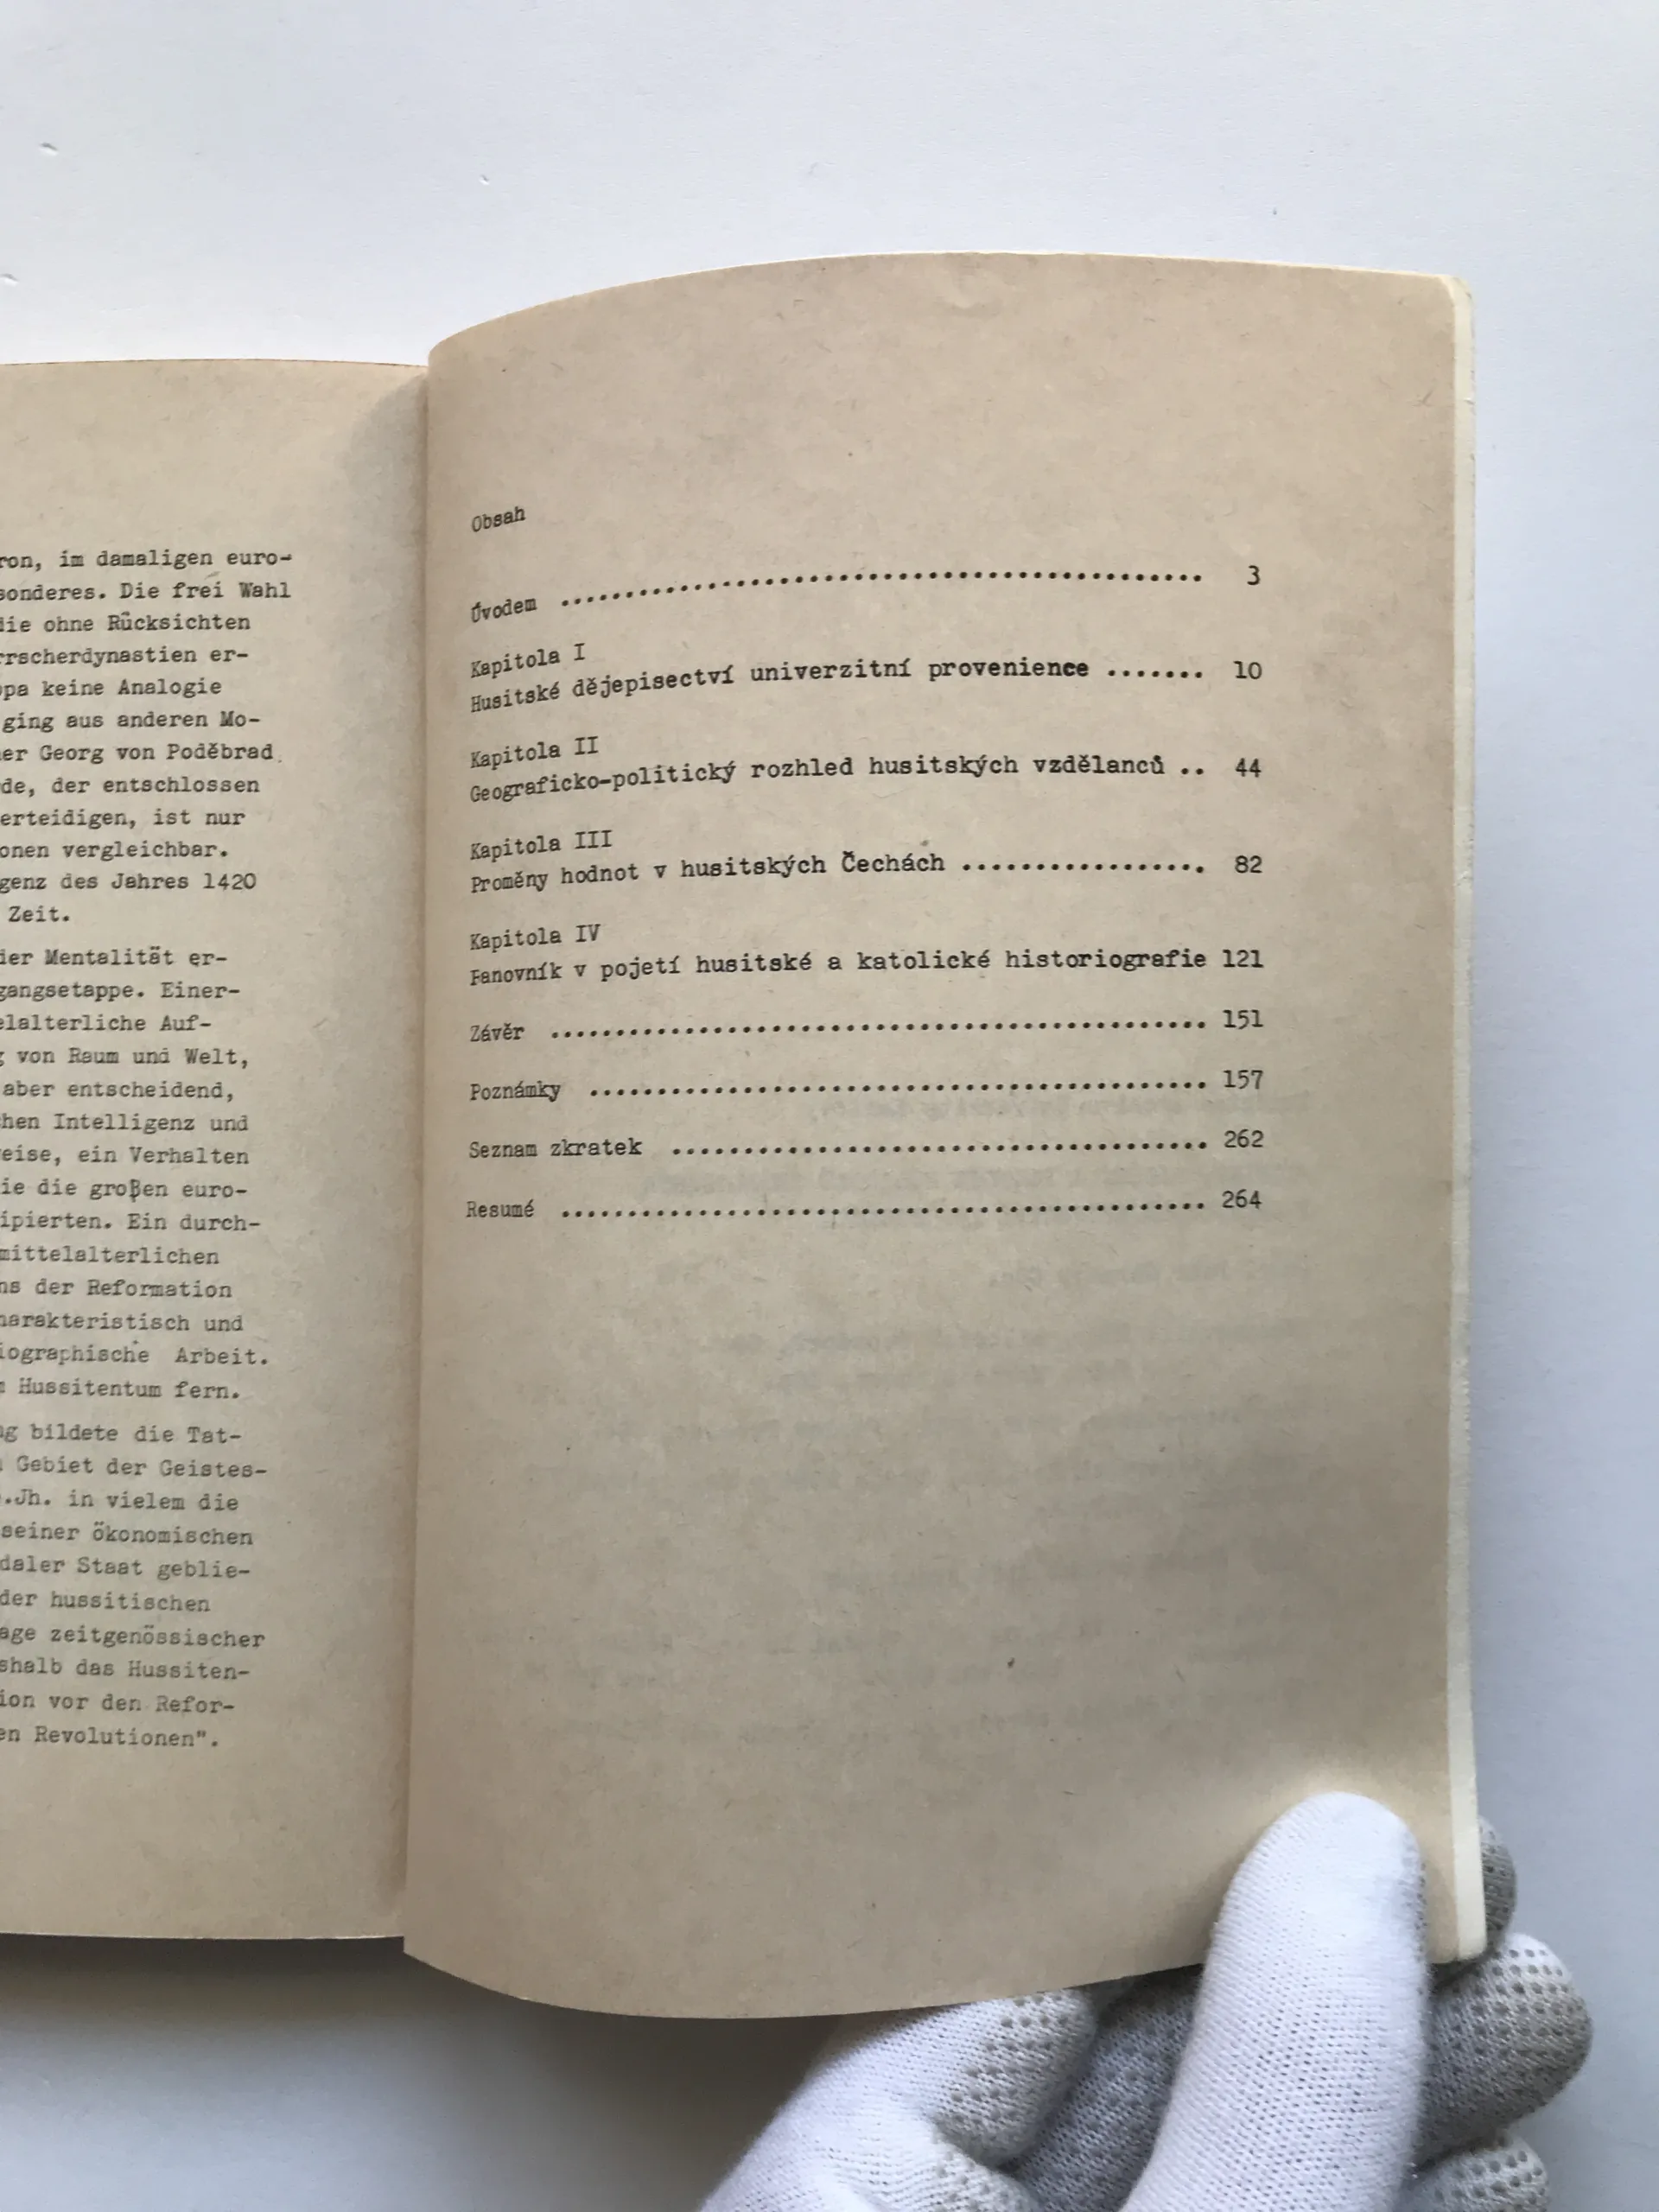 ron, im damaligen euro-
sonderes. Die frei Wahl
die ohne Rücksichten
rrscherdynastien er-
opa keine Analogie
ging aus anderen Mo-
er Georg von Poděbrad
de, der entschlossen
erteidigen, ist nur
onen vergleichbar.
genz des Jahres 1420
Zeit.
der Mentalität er-
gangsetappe. Einer-
elalterliche Auf-
g von Raum und Welt,
aber entscheidend,
chen Intelligenz und
eise, ein Verhalten
ie die großen euro-
ipierten. Ein durch-
mittelalterlichen
ns der Reformation
harakteristisch und
iographische Arbeit.
Hussitentum fern.
ng bildete die Tat-
Gebiet der Geistes-
.Jh. in vielem die
seiner ökonomischen
daler Staat geblie-
der hussitischen
age zeitgenössischer
shalb das Hussiten-
ion vor den Refor-
en Revolutionen".
Obsah
Úvodem ................................................ 3
Kapitola I
Husitské dějepisectví univerzitní provenience ....... 10
Kapitola II
Geograficko-politický rozhled husitských vzdělanců .. 44
Kapitola III
Proměny hodnot v husitských Čechách ................. 82
Kapitola IV
Panovník v pojetí husitské a katolické historiografie 121
Závěr ................................................ 151
Poznámky ............................................. 157
Seznam zkratek ....................................... 262
Resumé ............................................... 264